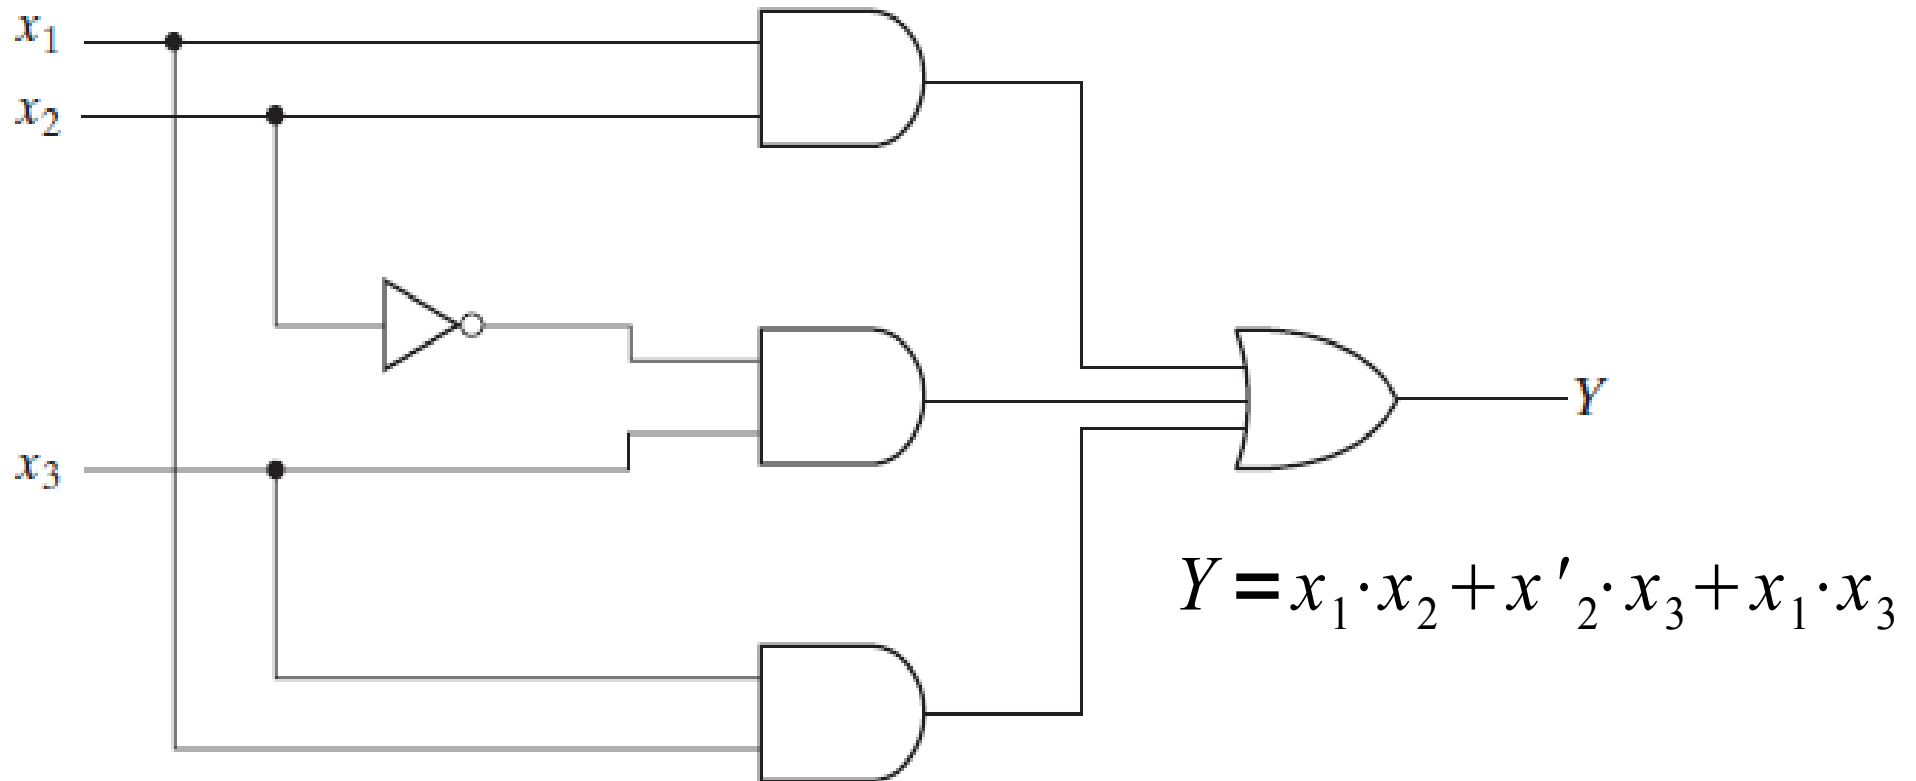 x₁
x₂
x₃
Y
Y = x₁·x₂ + x'₂·x₃ + x₁·x₃